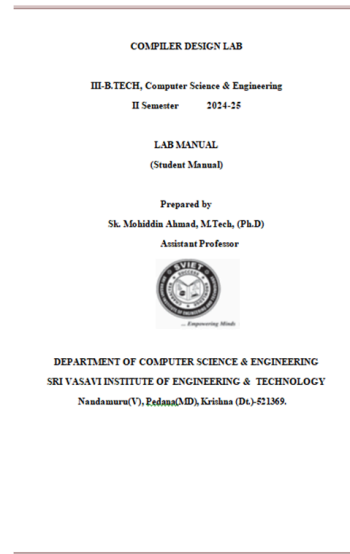 COMPILER DESIGN LAB
III-B.TECH, Computer Science & Engineering
II Semester 2024-25
LAB MANUAL
(Student Manual)
Prepared by
Sk. Mohiddin Ahmad, M.Tech, (Ph.D)
Assistant Professor
SVIET
... Empowering Minds
DEPARTMENT OF COMPUTER SCIENCE & ENGINEERING
SRI VASAVI INSTITUTE OF ENGINEERING & TECHNOLOGY
Nandamuru(V), Pedana(MD), Krishna (Dt.)-521369.